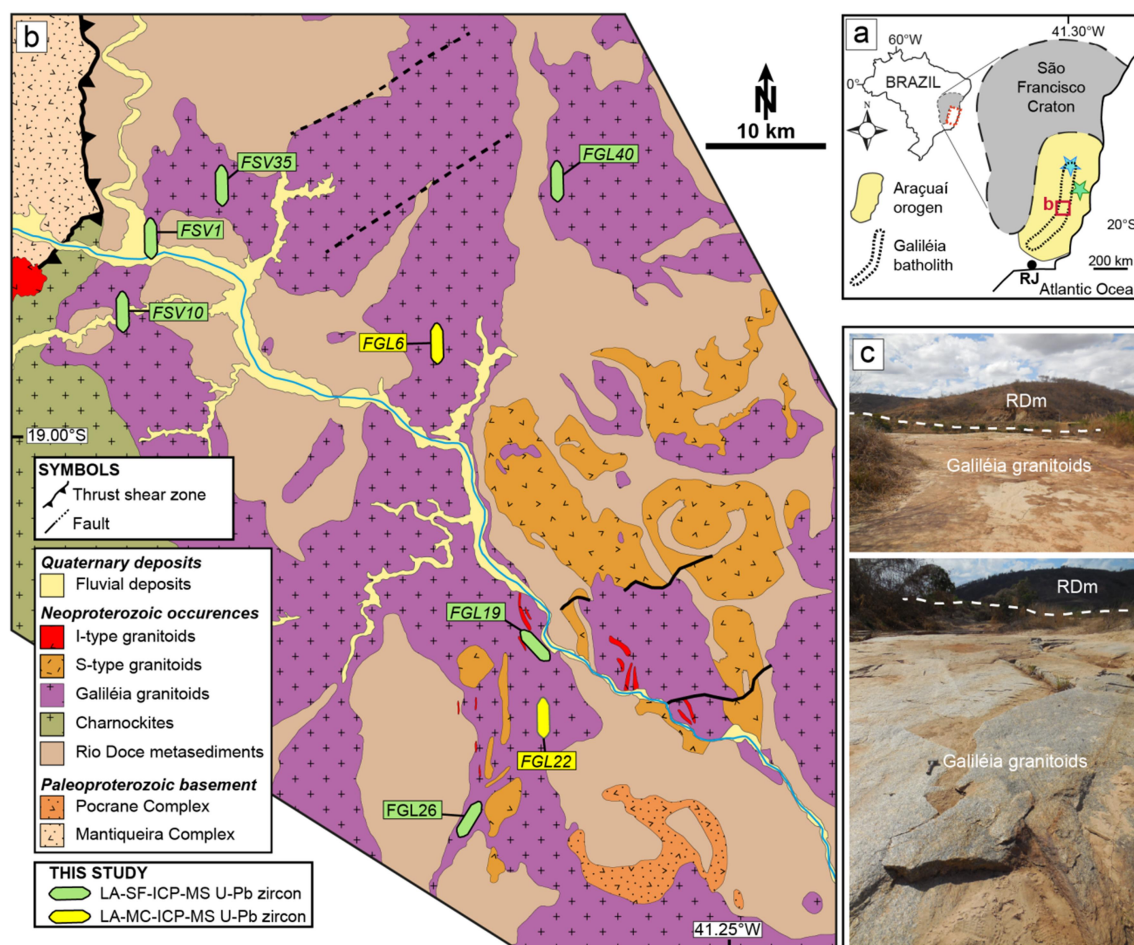 b
N
10 km
FSV35
FGL40
FSV1
FSV10
FGL6
19.00°S
FGL19
FGL22
FGL26
41.25°W
SYMBOLS
Thrust shear zone
Fault
Quaternary deposits
Fluvial deposits
Neoproterozoic occurences
I-type granitoids
S-type granitoids
Galiléia granitoids
Charnockites
Rio Doce metasediments
Paleoproterozoic basement
Pocrane Complex
Mantiqueira Complex
THIS STUDY
LA-SF-ICP-MS U-Pb zircon
LA-MC-ICP-MS U-Pb zircon
a
41.30°W
60°W
0°
BRAZIL
N
São
Francisco
Craton
Araçuaí
orogen
Galiléia
batholith
b
20°S
200 km
RJ
Atlantic Ocea
c
RDm
Galiléia granitoids
RDm
Galiléia granitoids